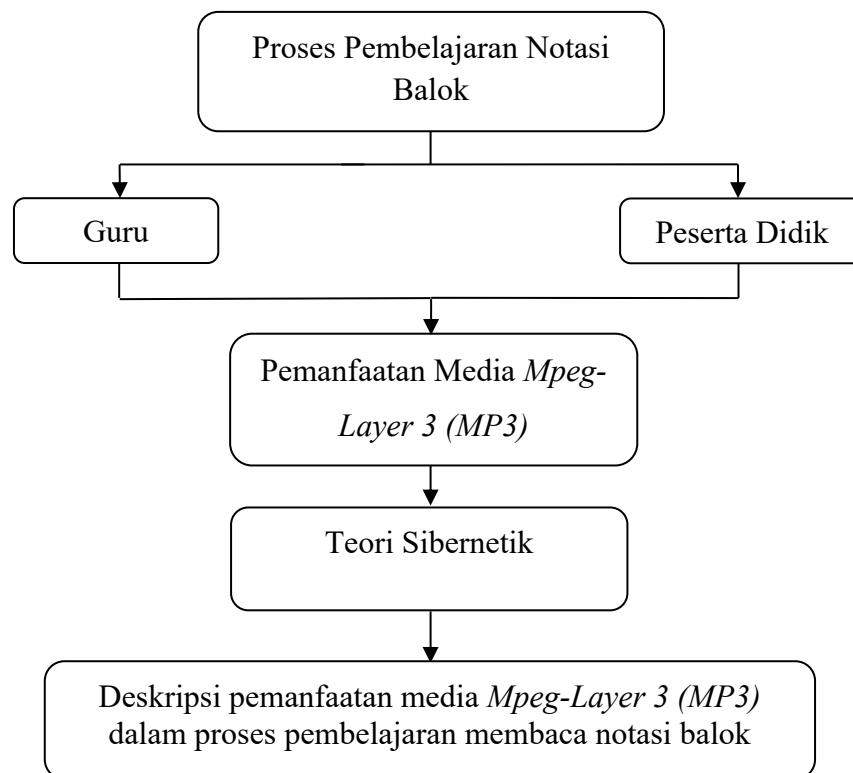 Proses Pembelajaran Notasi
Balok
Guru
Peserta Didik
Pemanfaatan Media Mpeg-
Layer 3 (MP3)
Teori Sibernetik
Deskripsi pemanfaatan media Mpeg-Layer 3 (MP3)
dalam proses pembelajaran membaca notasi balok